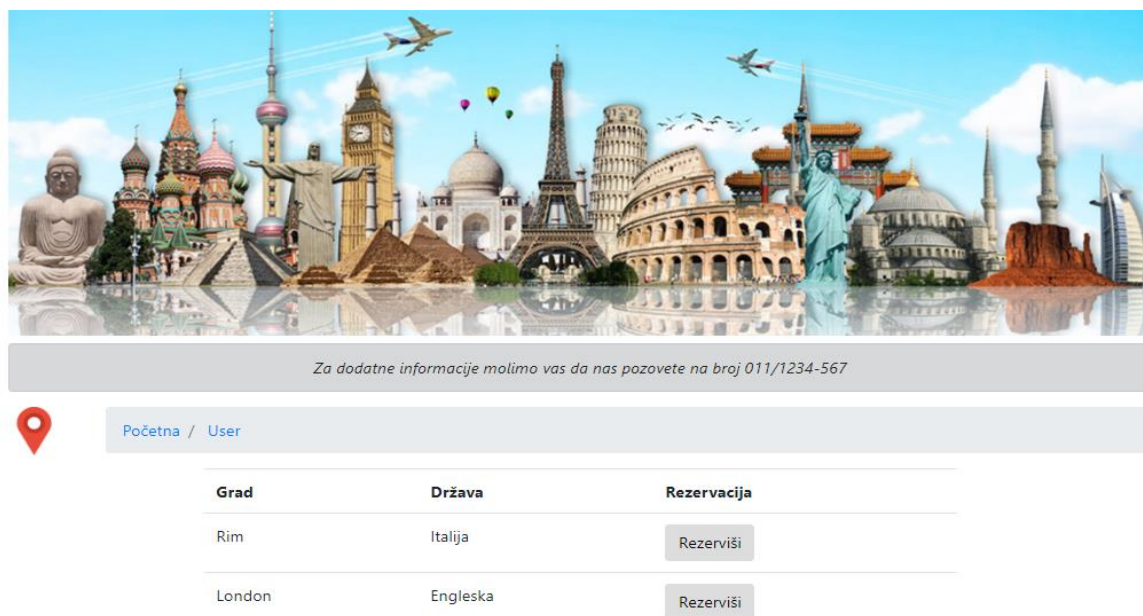 Za dodatne informacije molimo vas da nas pozovete na broj 011/1234-567
Početna / User
Grad Država Rezervacija
Rim Italija Rezerviši
London Engleska Rezerviši